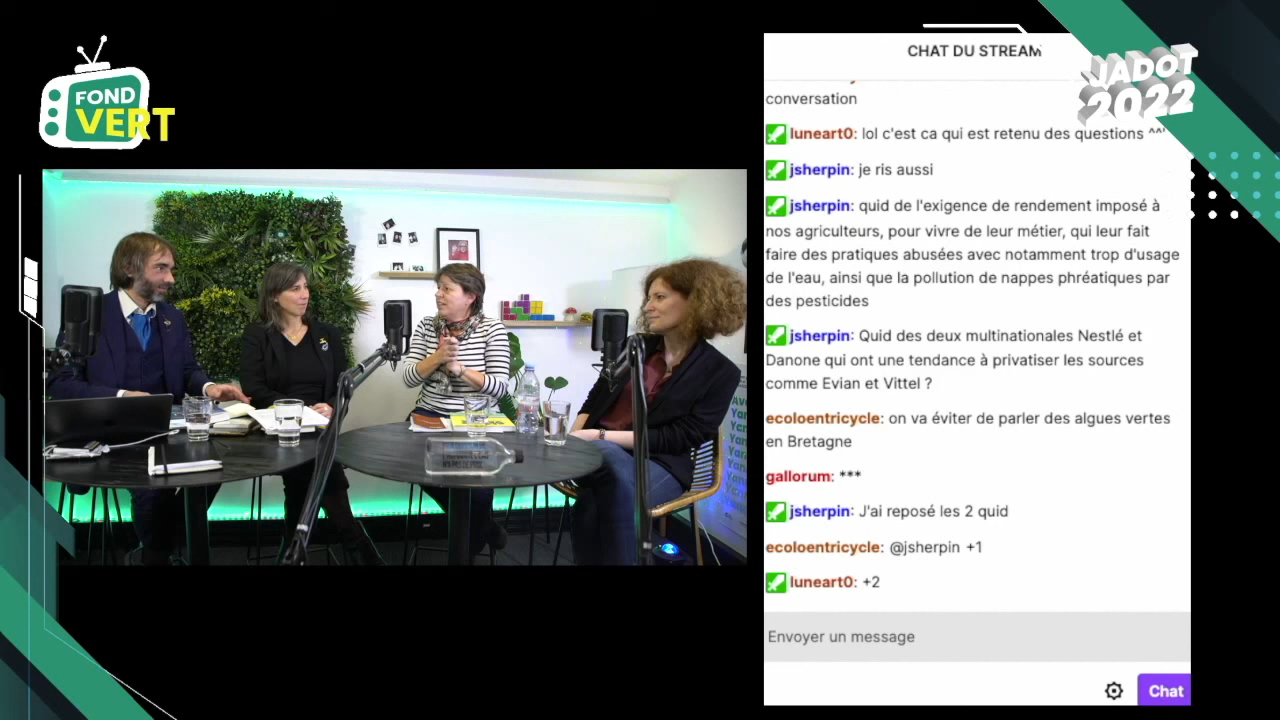 FOND
VERT
CHAT DU STREAM
JADOT
2022
conversation
luneart0: lol c'est ca qui est retenu des questions ^^'
jsherpin: je ris aussi
jsherpin: quid de l'exigence de rendement imposé à
nos agriculteurs, pour vivre de leur métier, qui leur fait
faire des pratiques abusées avec notamment trop d'usage
de l'eau, ainsi que la pollution de nappes phréatiques par
des pesticides
jsherpin: Quid des deux multinationales Nestlé et
Danone qui ont une tendance à privatiser les sources
comme Evian et Vittel ?
ecoloentricycle: on va éviter de parler des algues vertes
en Bretagne
gallorum: ***
jsherpin: J'ai reposé les 2 quid
ecoloentricycle: @jsherpin +1
luneart0: +2
Envoyer un message
Chat